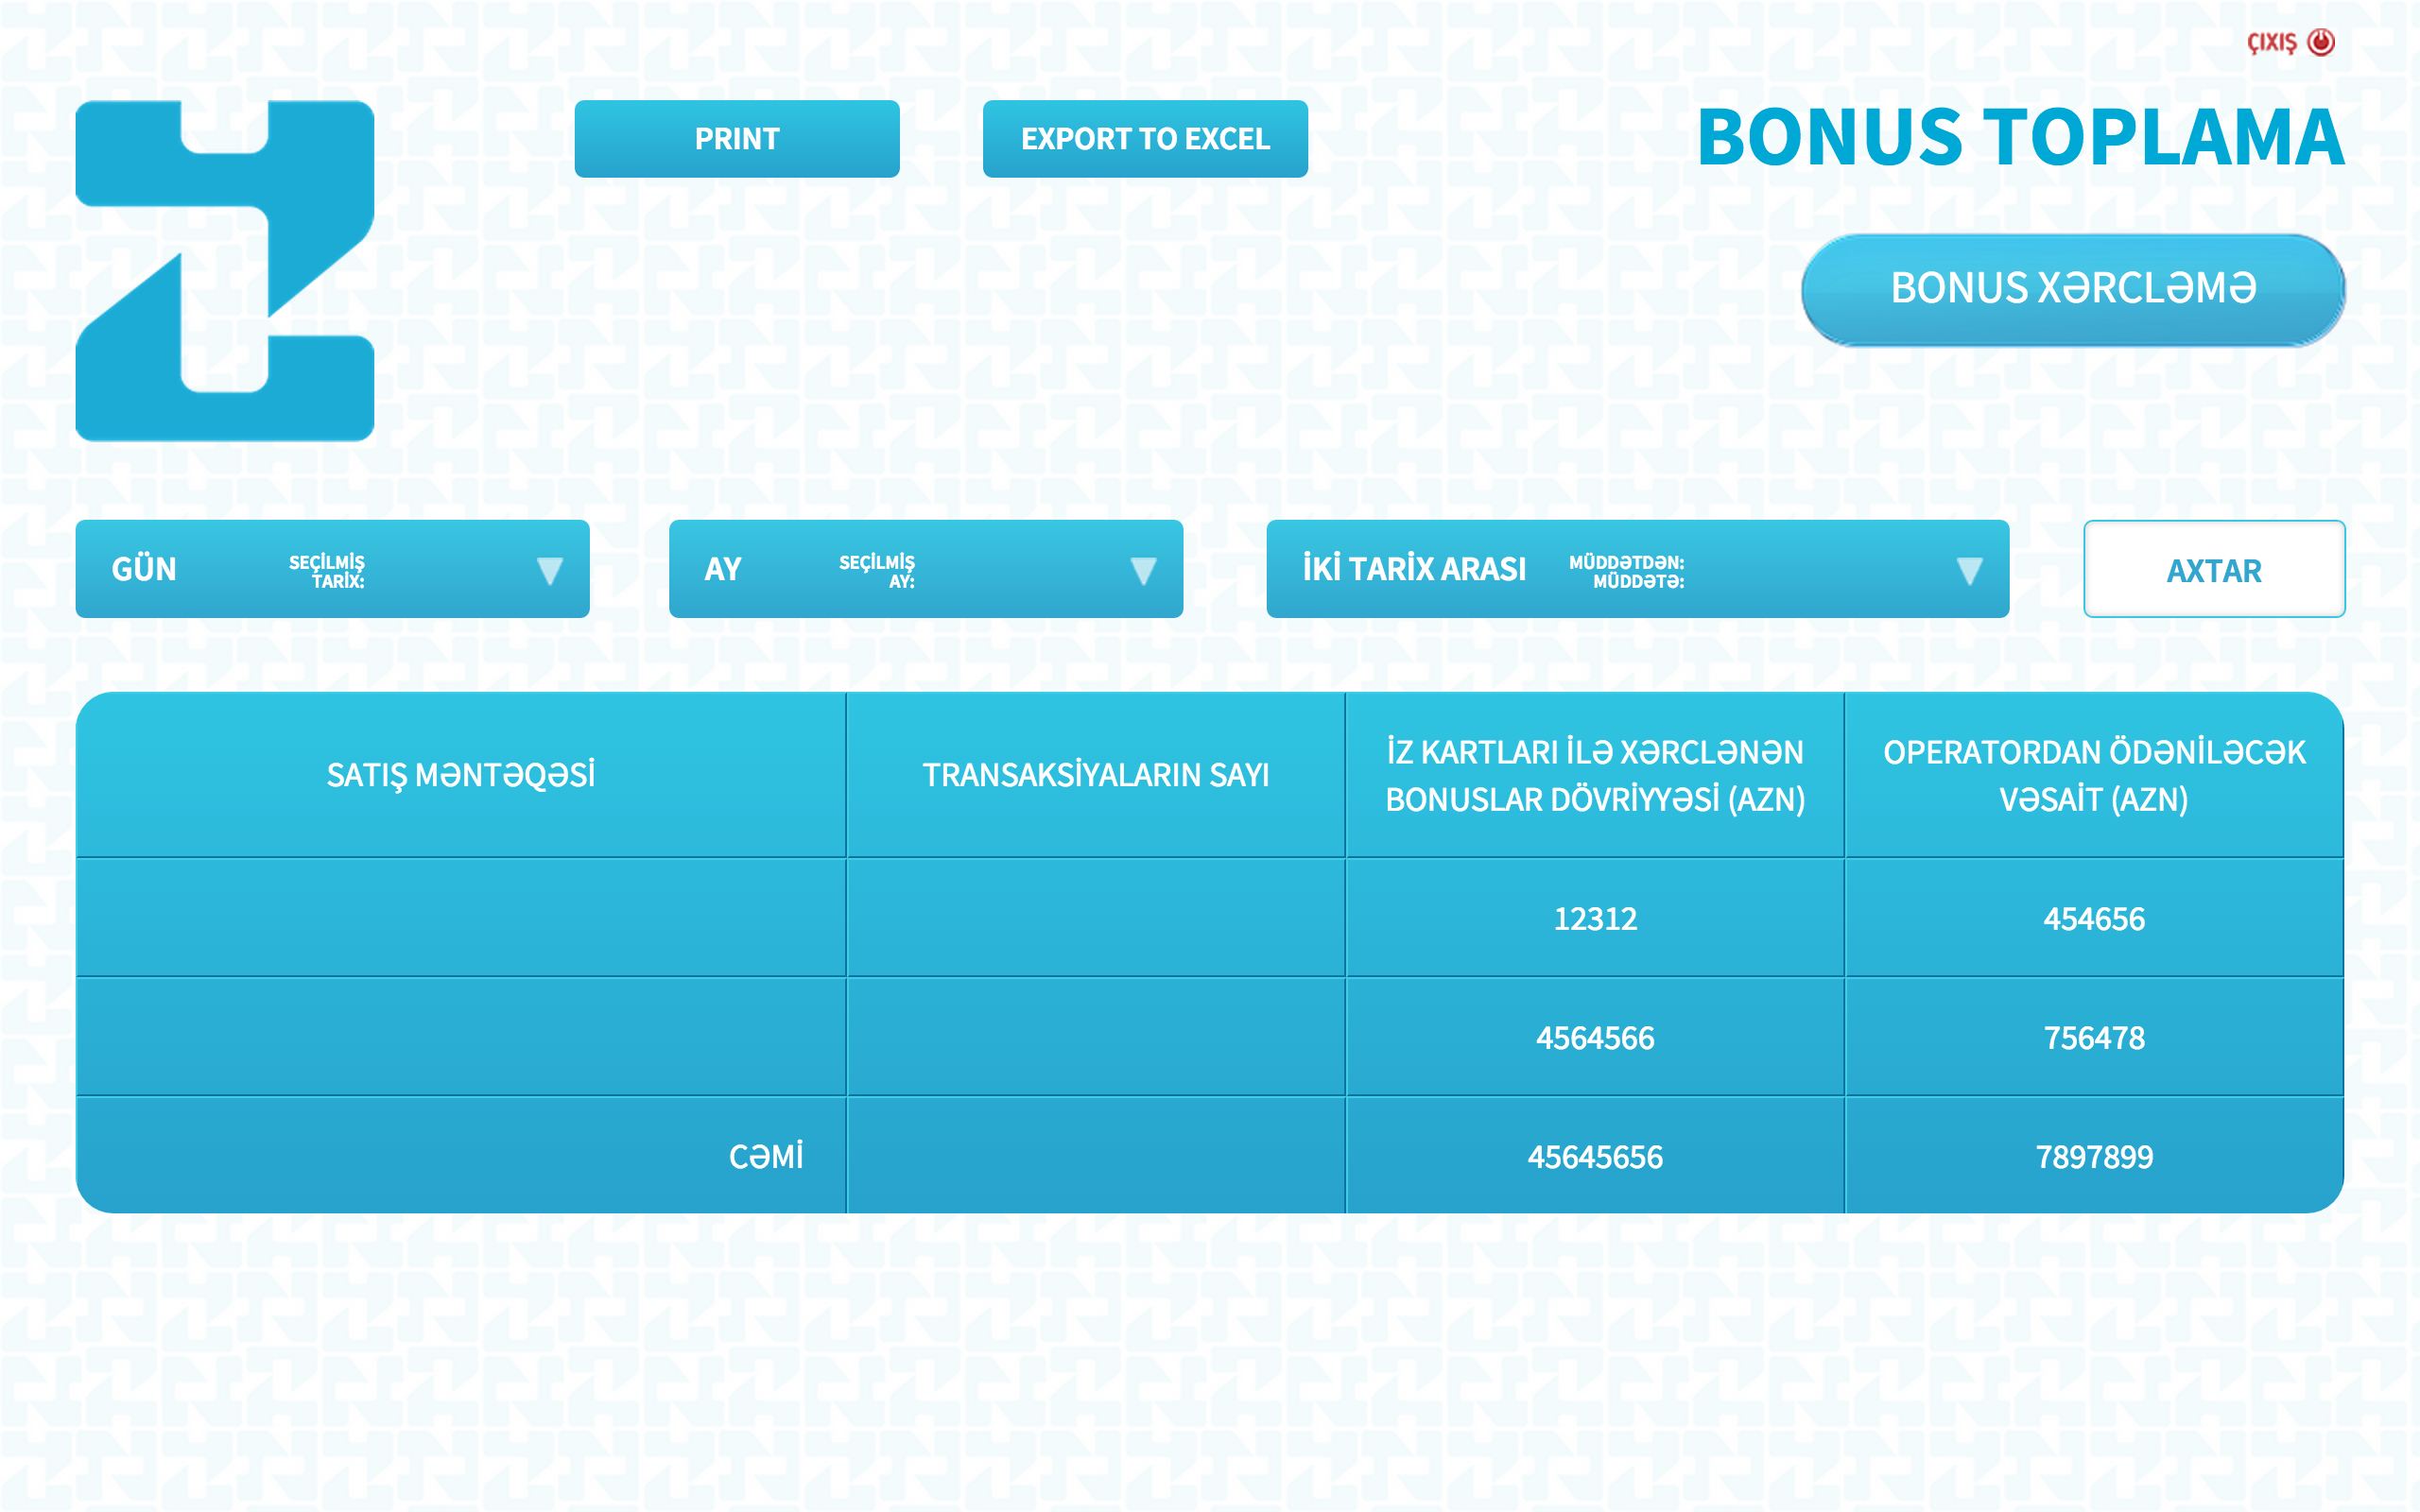 ÇIXIŞ
PRINT
EXPORT TO EXCEL
BONUS TOPLAMA
BONUS XƏRCLƏMƏ
GÜN
SEÇİLMİŞ
TARİX:
AY
SEÇİLMİŞ
AY:
İKİ TARİX ARASI
MÜDDƏTDƏN:
MÜDDƏTƏ:
AXTAR
SATIŞ MƏNTƏQƏSİ
TRANSAKSİYALARIN SAYI
İZ KARTLARI İLƏ XƏRCLƏNƏN
BONUSLAR DÖVRİYYƏSİ (AZN)
OPERATORDAN ÖDƏNİLƏCƏK
VƏSAİT (AZN)
12312
454656
4564566
756478
CƏMİ
45645656
7897899